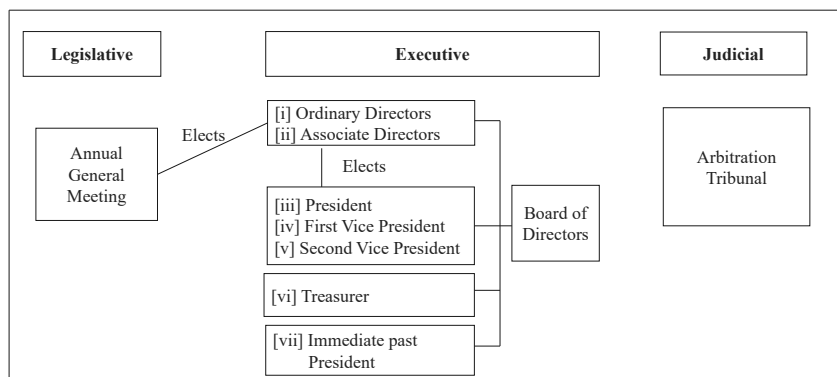 Legislative
Executive
Judicial
Annual
General
Meeting
Elects
[i] Ordinary Directors
[ii] Associate Directors
Elects
[iii] President
[iv] First Vice President
[v] Second Vice President
[vi] Treasurer
[vii] Immediate past
President
Board of
Directors
Arbitration
Tribunal